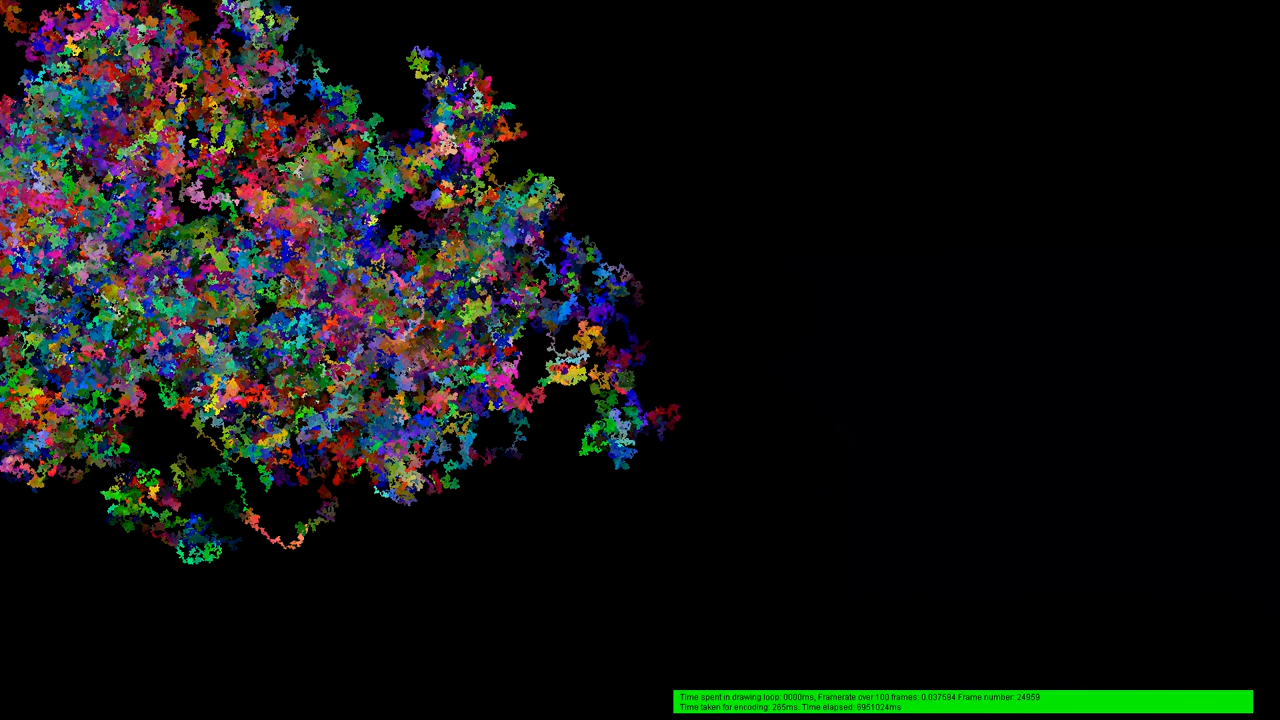 Time spent in drawing loop: 0000ms, Framerate over 100 frames: 0.037594 Frame number: 24959
Time taken for encoding: 265ms. Time elapsed: 6951024ms